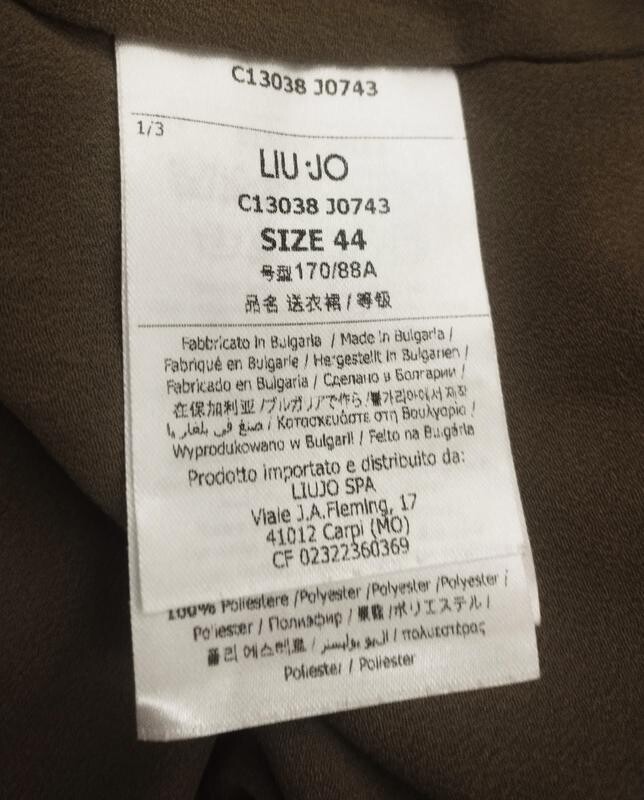 C13038 J0743
1/3
LIU·JO
C13038 J0743
SIZE 44
号型170/88A
品名 送衣裙 / 等级
Fabbricato in Bulgaria / Made in Bulgaria /
Fabriqué en Bulgarie / Hergestellt in Bulgarien /
Fabricado en Bulgaria / Сделано в Болгарии /
在保加利亚 /ブルガリアで作ら/불가리아에서 제작
صنع في بلغاريا / Κατασκευάστε στη Βουλγαρία /
Wyprodukowano w Bulgarii / Feito na Bulgária
Prodotto importato e distribuito da:
LIUJO SPA
Viale J.A.Fleming, 17
41012 Carpi (MO)
CF 02322360369
100% Poliestere /Polyester /Polyester /Polyester /
Poliester / Полиэфир / 聚酯 /ポリエステル /
폴리 에스테르 / بوليستر / πολυεστέρας
Poliester / Poliester